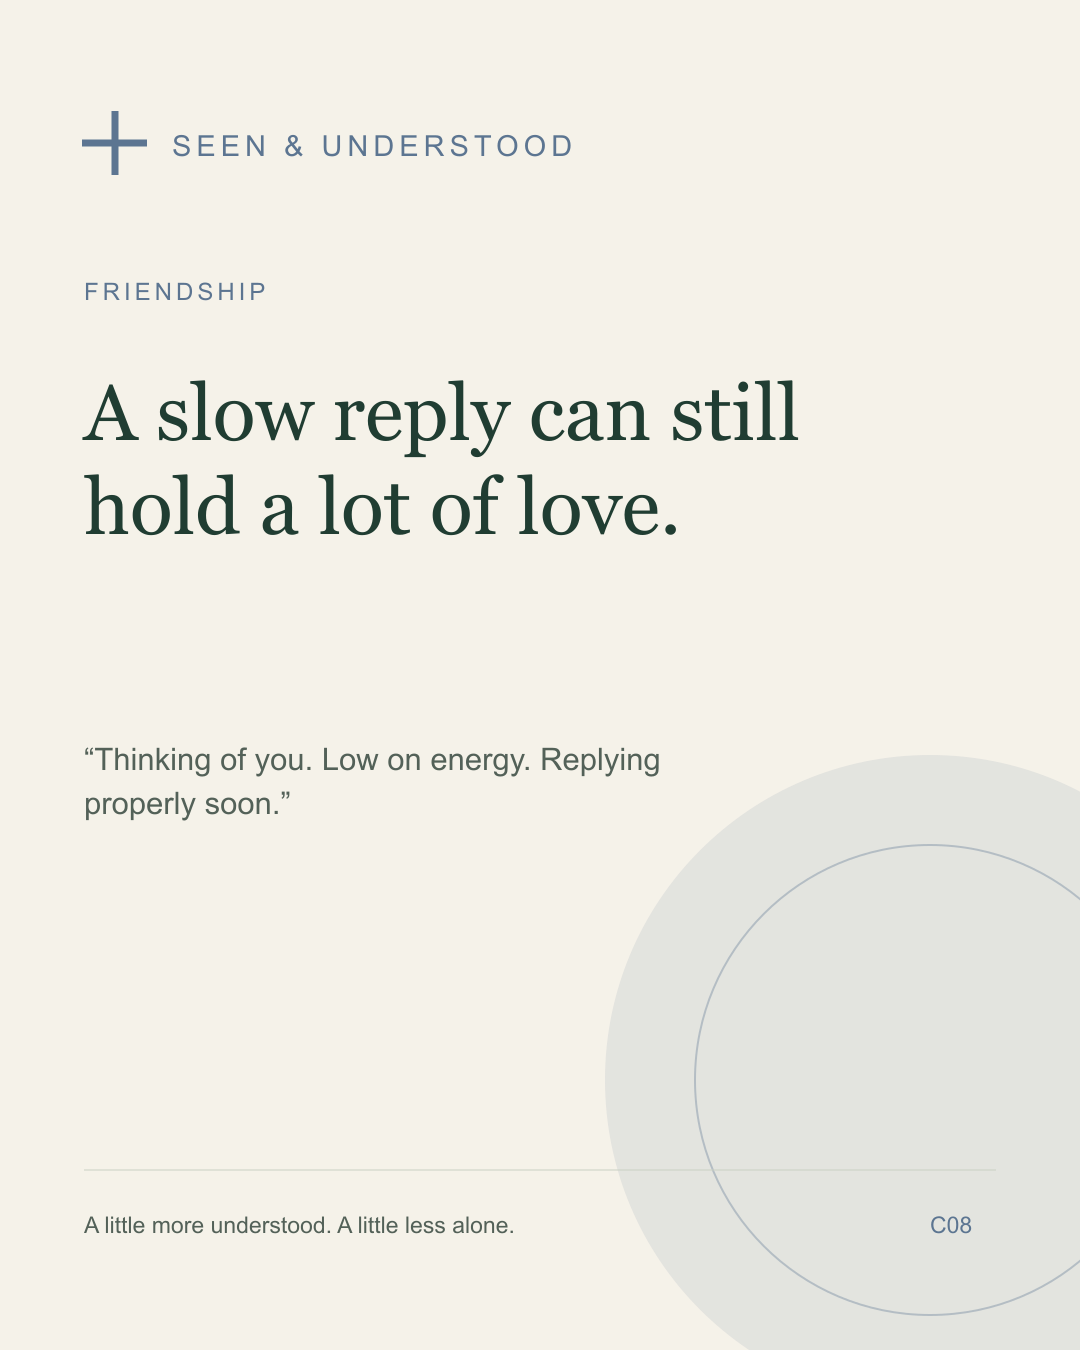 SEEN & UNDERSTOOD
FRIENDSHIP
A slow reply can still
hold a lot of love.
“Thinking of you. Low on energy. Replying
properly soon.”
A little more understood. A little less alone.
C08